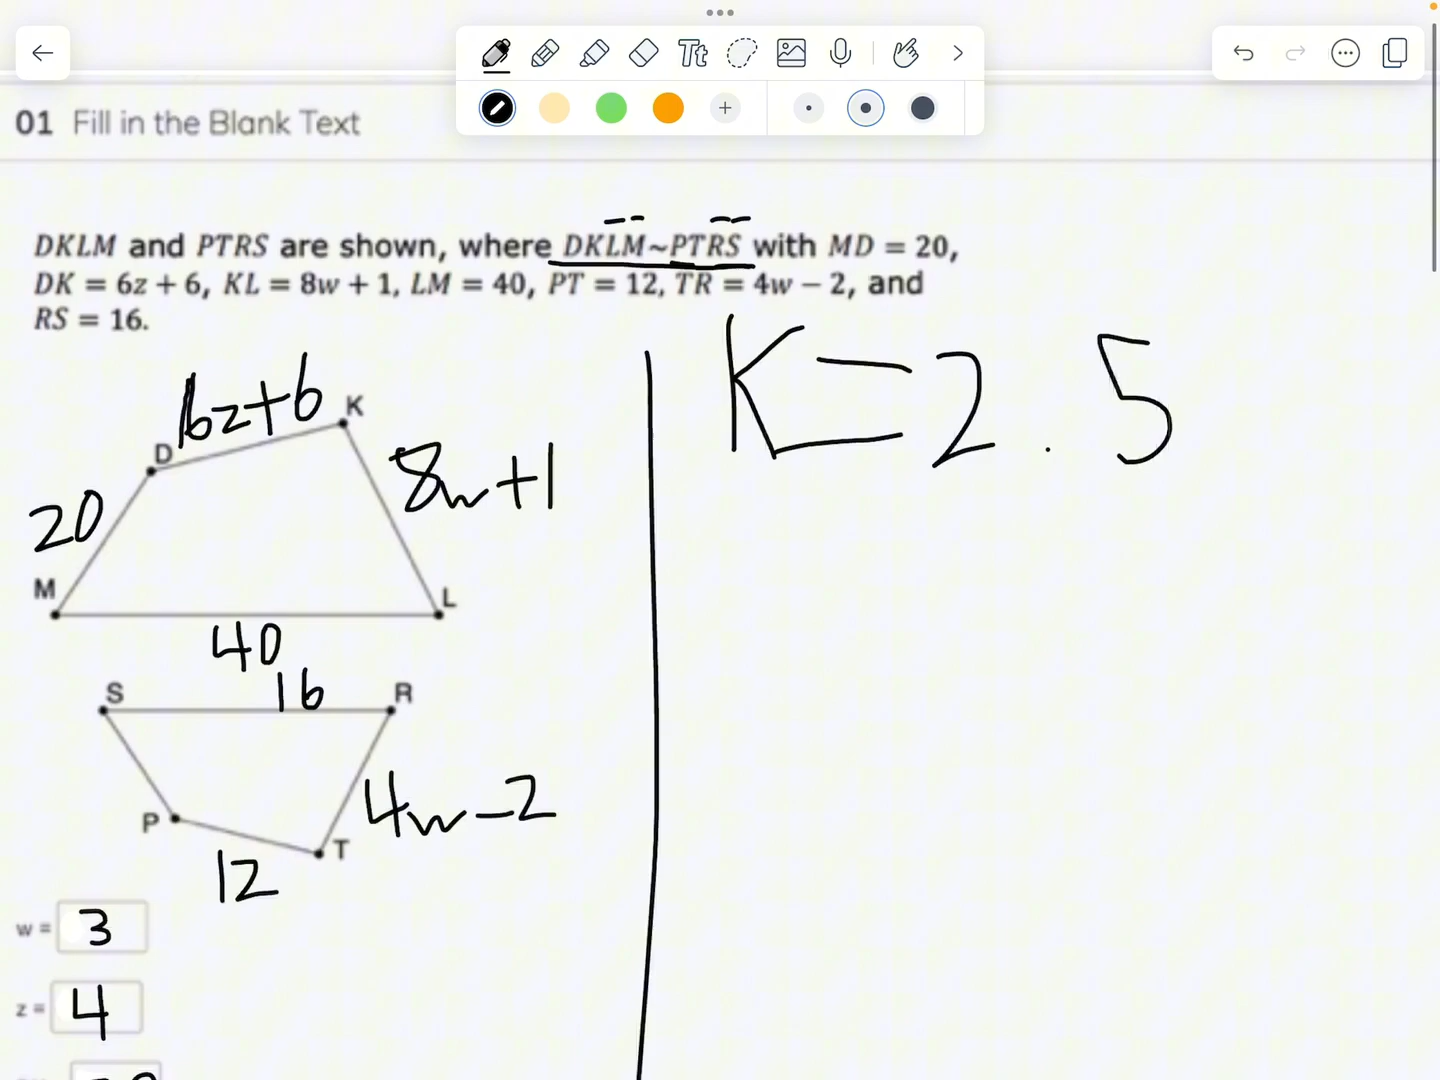 Tt
01 Fill in the Blank Text
DKLM and PTRS are shown, where DKLM~PTRS with MD = 20,
DK = 6z + 6, KL = 8w + 1, LM = 40, PT = 12, TR = 4w − 2, and
RS = 16.
K=2.5
6z+6
K
D
8w+1
20
M
L
40
16
S
R
4w-2
P
T
12
w = 3
z = 4